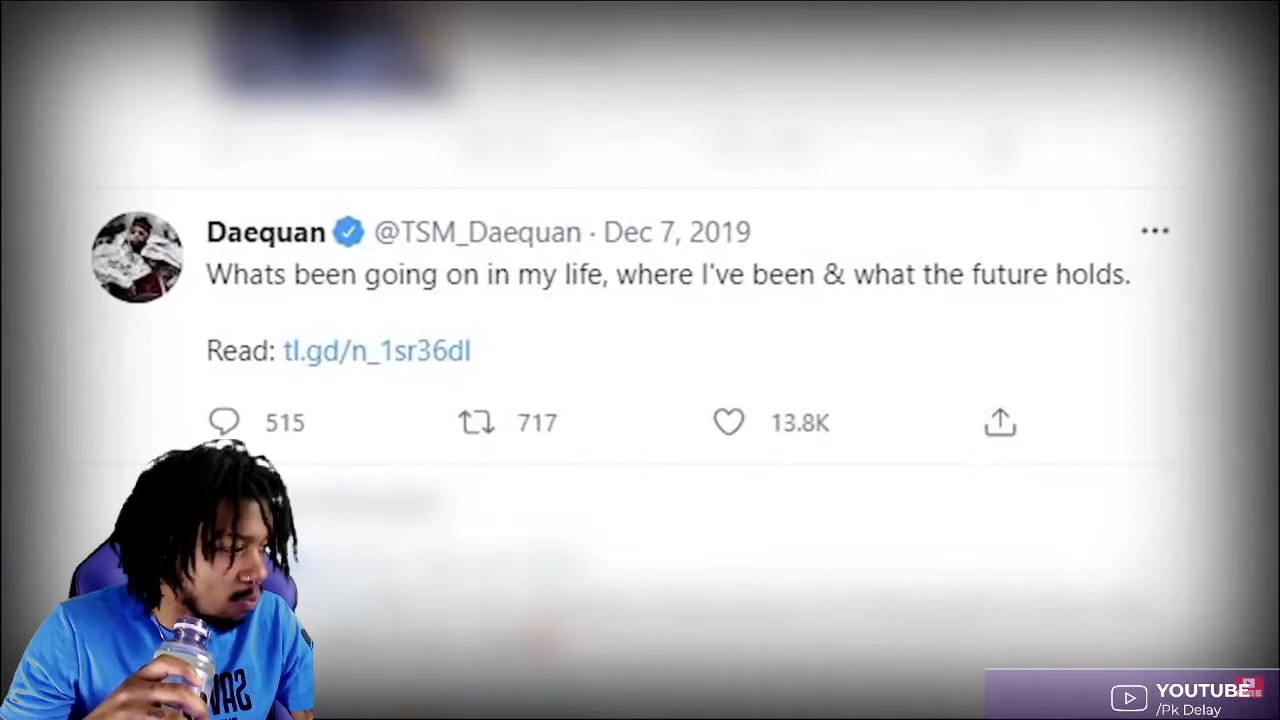 Daequan @TSM_Daequan · Dec 7, 2019 ...
Whats been going on in my life, where I've been & what the future holds.
Read: tl.gd/n_1sr36dl
515 717 13.8K
YOUTUBE
/Pk Delay